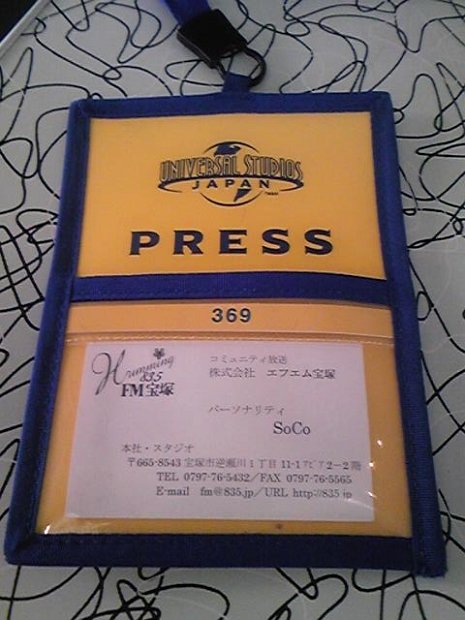 UNIVERSAL STUDIOS
JAPAN
PRESS
369
Humming
83.5
FM宝塚
コミュニティ放送
株式会社 エフエム宝塚
パーソナリティ
SoCo
本社・スタジオ
〒665-8543 宝塚市逆瀬川1丁目11-1アピア2-2階
TEL 0797-76-5432/FAX 0797-76-5565
E-mail fm@835.jp/URL http://835.jp